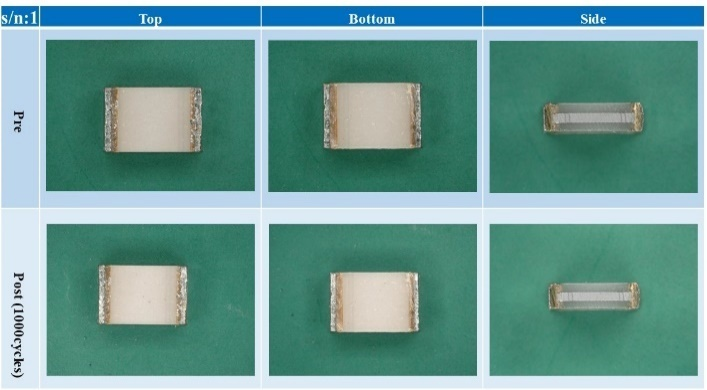 s/n:1
Top
Bottom
Side
Pre
Post (1000cycles)